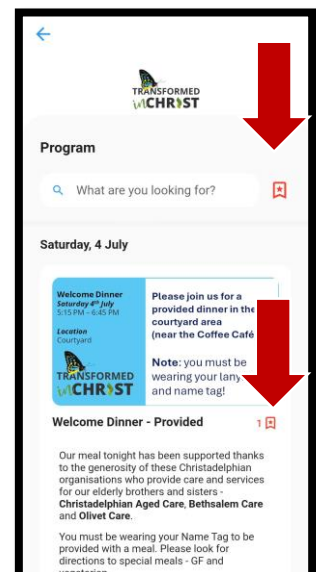 TRANSFORMED
inCHRIST
Program
What are you looking for?
Saturday, 4 July
Welcome Dinner
Saturday 4th July
5:15 PM - 6:45 PM
Location
Courtyard
TRANSFORMED
inCHRIST
Please join us for a
provided dinner in the
courtyard area
(near the Coffee Café
Note: you must be
wearing your lany
and name tag!
Welcome Dinner - Provided
1
Our meal tonight has been supported thanks
to the generosity of these Christadelphian
organisations who provide care and services
for our elderly brothers and sisters -
Christadelphian Aged Care, Bethsalem Care
and Olivet Care.
You must be wearing your Name Tag to be
provided with a meal. Please look for
directions to special meals - GF and